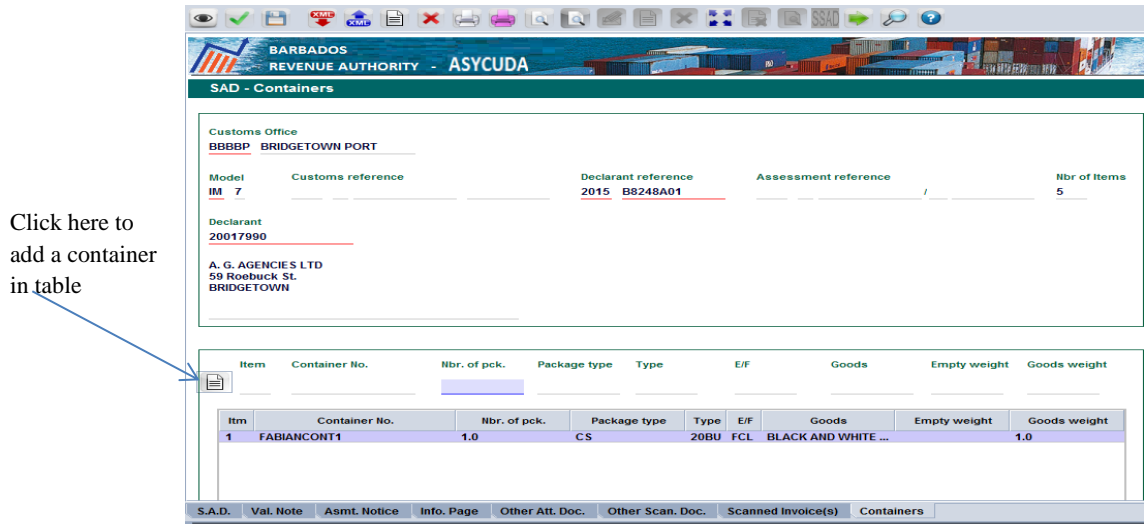 XML XML SSAD
BARBADOS
REVENUE AUTHORITY - ASYCUDA
SAD - Containers
Customs Office
BBBBP BRIDGETOWN PORT
Model Customs reference Declarant reference Assessment reference Nbr of Items
IM 7 2015 B8248A01 / 5
Declarant
20017990
A. G. AGENCIES LTD
59 Roebuck St.
BRIDGETOWN
Click here to
add a container
in table
Item Container No. Nbr. of pck. Package type Type E/F Goods Empty weight Goods weight
Itm Container No. Nbr. of pck. Package type Type E/F Goods Empty weight Goods weight
1 FABIANCONT1 1.0 CS 20BU FCL BLACK AND WHITE ... 1.0
S.A.D. Val. Note Asmt. Notice Info. Page Other Att. Doc. Other Scan. Doc. Scanned Invoice(s) Containers